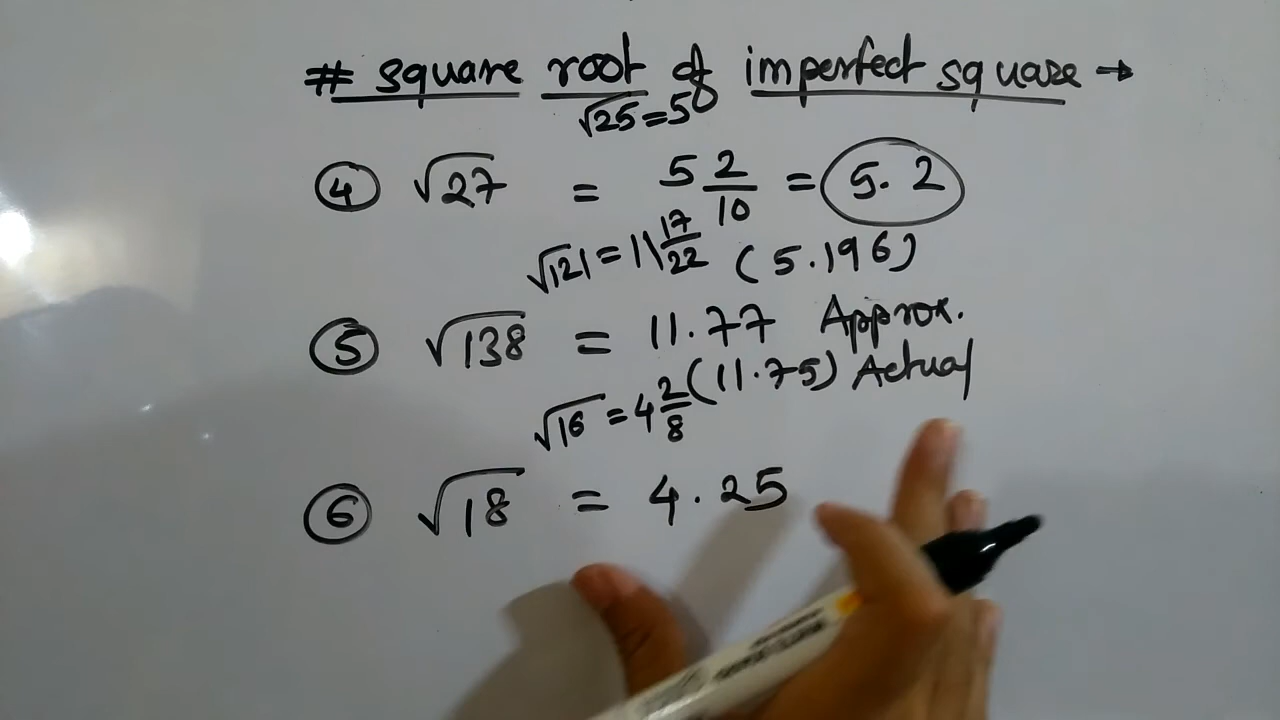 # square root of imperfect square →
√25=5
④ √27 = 5 2/10 = 5.2
√121 = 11 17/22 (5.196)
⑤ √138 = 11.77 Approx.
√16 = 4 2/8 (11.75) Actual
⑥ √18 = 4.25